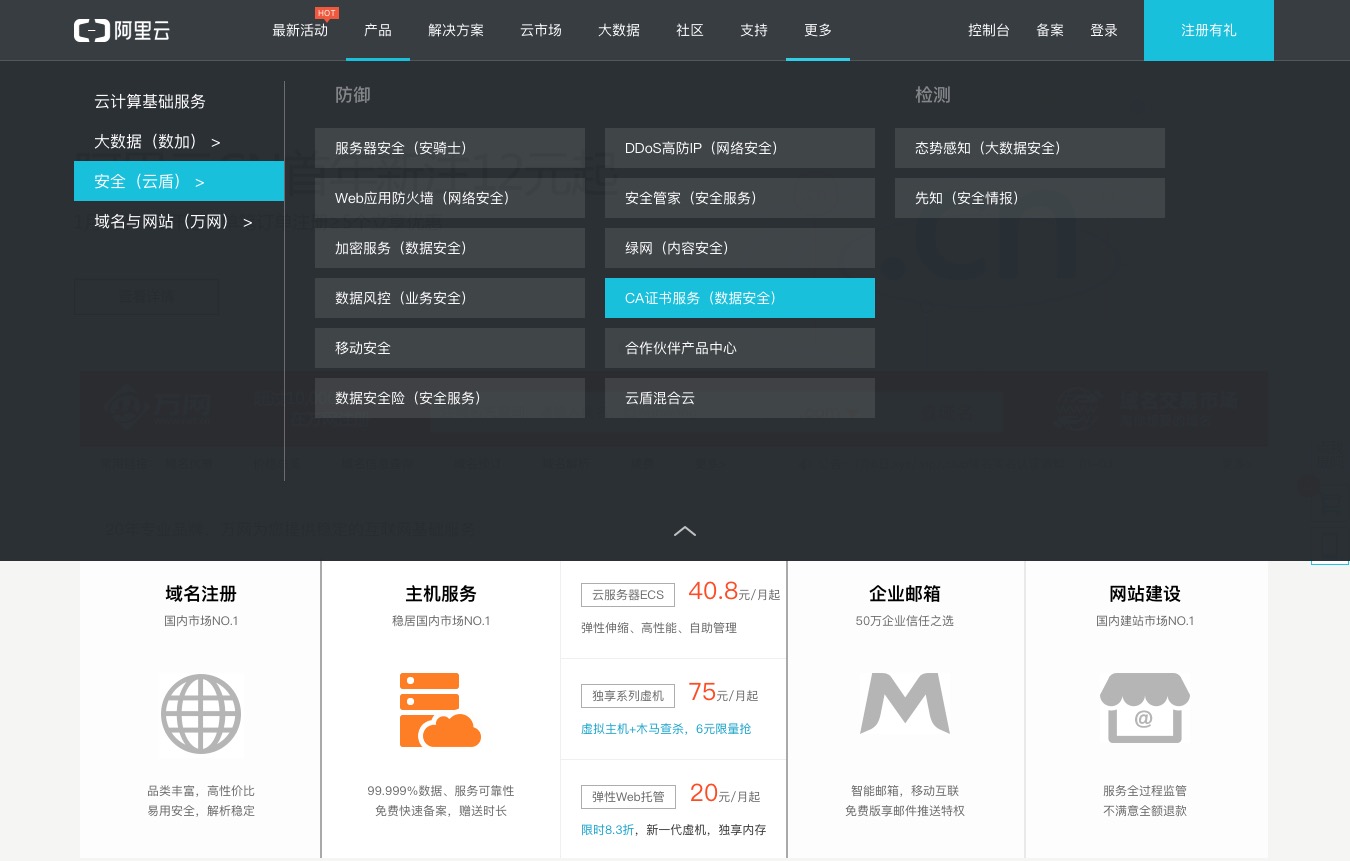 阿里云
最新活动
HOT
产品
解决方案
云市场
大数据
社区
支持
更多
控制台
备案
登录
注册有礼
云计算基础服务
大数据（数加） >
安全（云盾） >
域名与网站（万网） >
防御
服务器安全（安骑士）
DDoS高防IP（网络安全）
Web应用防火墙（网络安全）
安全管家（安全服务）
加密服务（数据安全）
绿网（内容安全）
数据风控（业务安全）
CA证书服务（数据安全）
移动安全
合作伙伴产品中心
数据安全险（安全服务）
云盾混合云
检测
态势感知（大数据安全）
先知（安全情报）
域名注册
国内市场NO.1
品类丰富，高性价比
易用安全，解析稳定
主机服务
稳居国内市场NO.1
99.999%数据、服务可靠性
免费快速备案，赠送时长
云服务器ECS 40.8元/月起
弹性伸缩、高性能、自助管理
独享系列虚机 75元/月起
虚拟主机+木马查杀，6元限量抢
弹性Web托管 20元/月起
限时8.3折，新一代虚机，独享内存
企业邮箱
50万企业信任之选
智能邮箱，移动互联
免费版享邮件推送特权
网站建设
国内建站市场NO.1
@
服务全过程监管
不满意全额退款